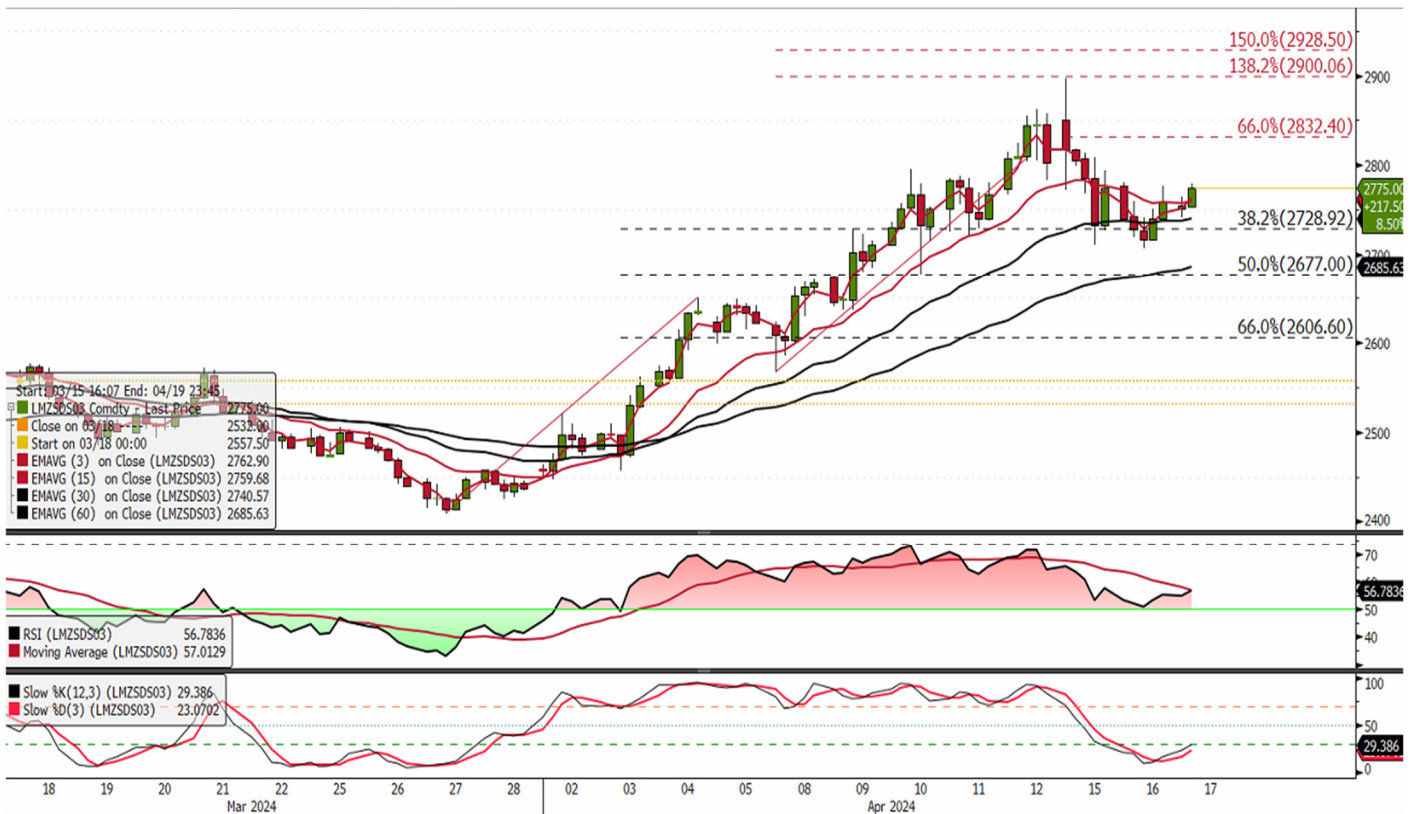 150.0%(2928.50)
138.2%(2900.06)
2900
66.0%(2832.40)
2800
2775.00
+217.50
8.50%
38.2%(2728.92)
2700
50.0%(2677.00)
2685.63
66.0%(2606.60)
2600
2500
2400
Start: 03/15 16:07 End: 04/19 23:45
LMZSDS03 Comdty - Last Price 2775.00
Close on 03/18 ---- 2532.00
Start on 03/18 00:00 2557.50
EMAVG (3) on Close (LMZSDS03) 2762.90
EMAVG (15) on Close (LMZSDS03) 2759.68
EMAVG (30) on Close (LMZSDS03) 2740.57
EMAVG (60) on Close (LMZSDS03) 2685.63
70
56.7836
50
40
RSI (LMZSDS03) 56.7836
Moving Average (LMZSDS03) 57.0129
100
50
29.386
0
Slow %K(12,3) (LMZSDS03) 29.386
Slow %D(3) (LMZSDS03) 23.0702
18 19 20 21 22 25 26 27 28 02 03 04 05 08 09 10 11 12 15 16 17
Mar 2024 Apr 2024